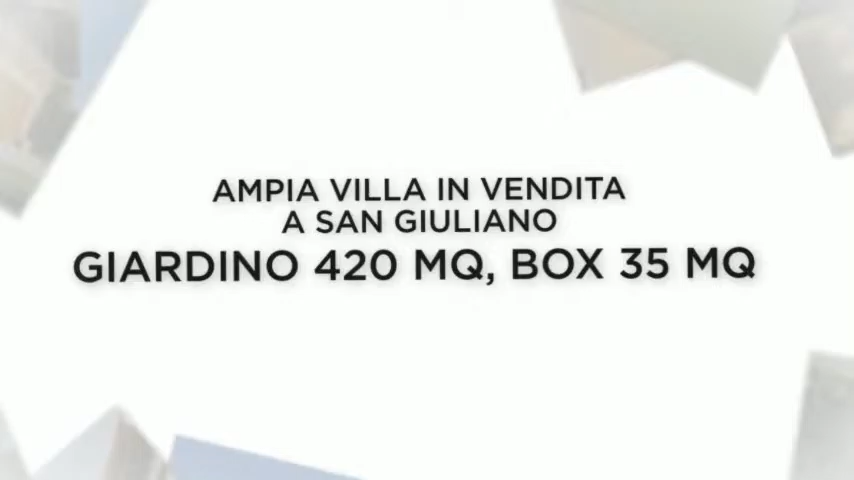 AMPIA VILLA IN VENDITA
A SAN GIULIANO
GIARDINO 420 MQ, BOX 35 MQ